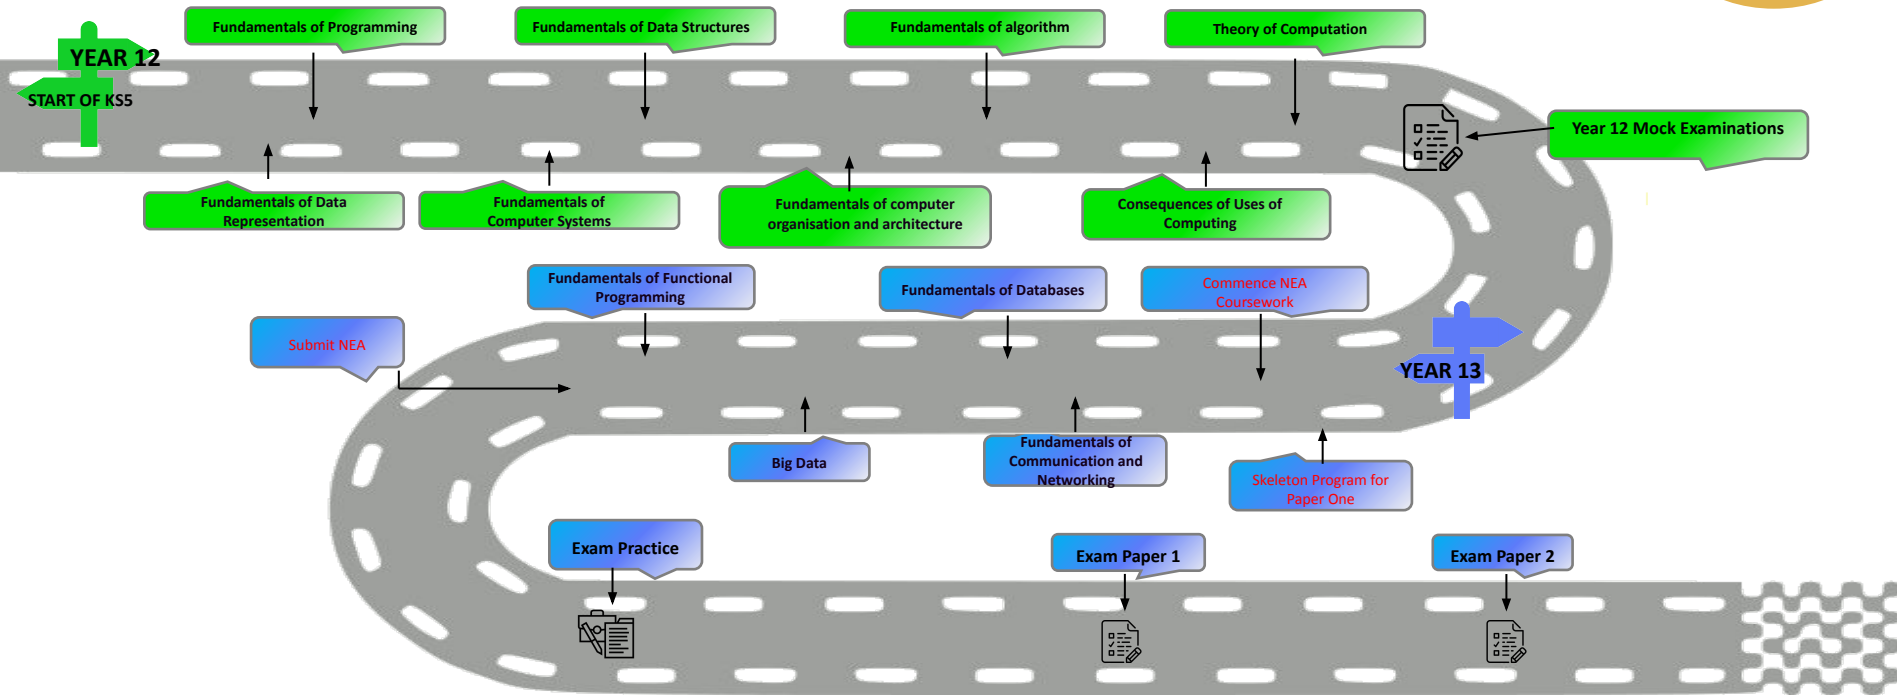 YEAR 12
START OF KS5
Fundamentals of Programming
Fundamentals of Data Structures
Fundamentals of algorithm
Theory of Computation
Year 12 Mock Examinations
Fundamentals of Data
Representation
Fundamentals of
Computer Systems
Fundamentals of computer
organisation and architecture
Consequences of Uses of
Computing
Submit NEA
Fundamentals of Functional
Programming
Fundamentals of Databases
Commence NEA
Coursework
YEAR 13
Big Data
Fundamentals of
Communication and
Networking
Skeleton Program for
Paper One
Exam Practice
Exam Paper 1
Exam Paper 2